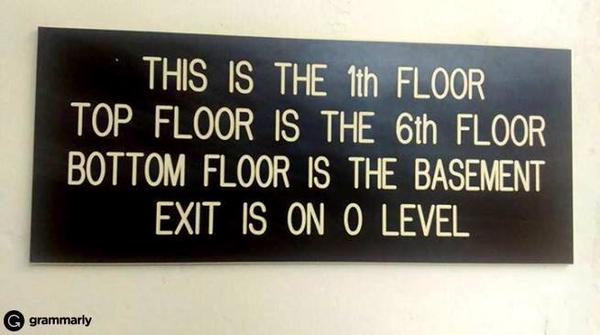 THIS IS THE 1th FLOOR
TOP FLOOR IS THE 6th FLOOR
BOTTOM FLOOR IS THE BASEMENT
EXIT IS ON O LEVEL
grammarly